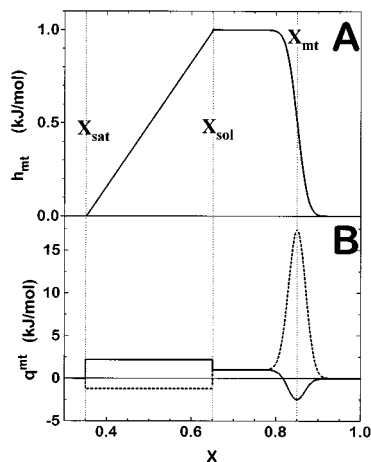 1.0
A
X_mt
h_mt (kJ/mol)
0.5
X_sat
X_sol
0.0
B
15
q^mt (kJ/mol)
10
5
0
-5
0.4
0.6
0.8
1.0
X